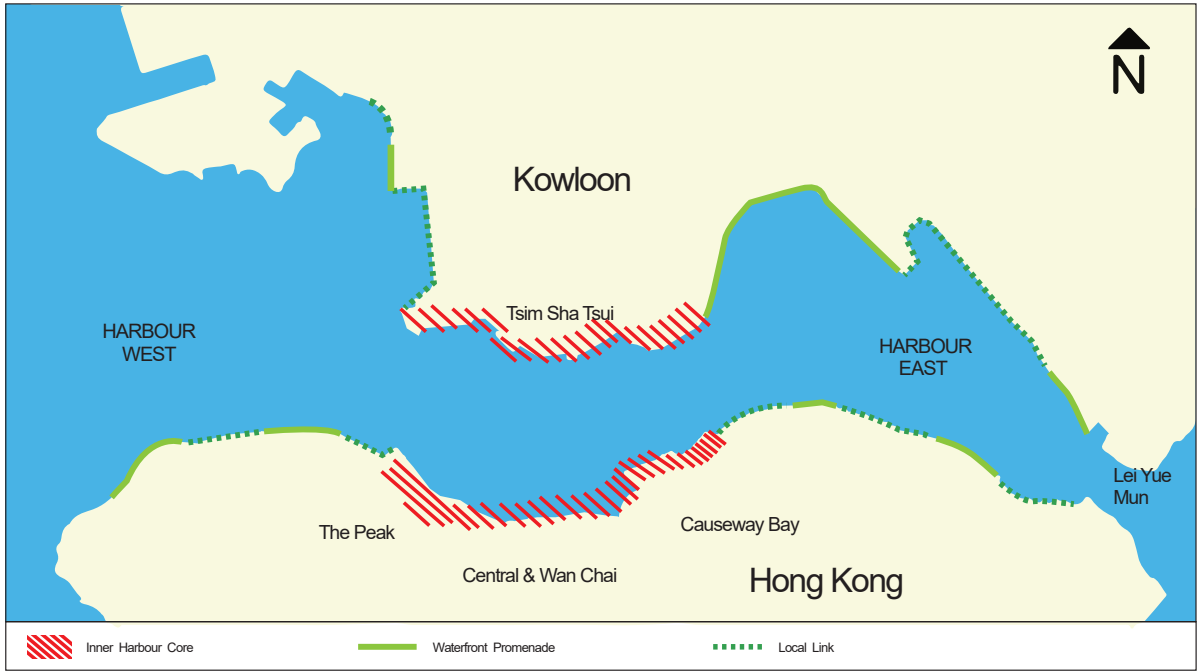 N
Kowloon
Tsim Sha Tsui
HARBOUR
WEST
HARBOUR
EAST
Lei Yue
Mun
The Peak
Causeway Bay
Central & Wan Chai
Hong Kong
Inner Harbour Core
Waterfront Promenade
Local Link